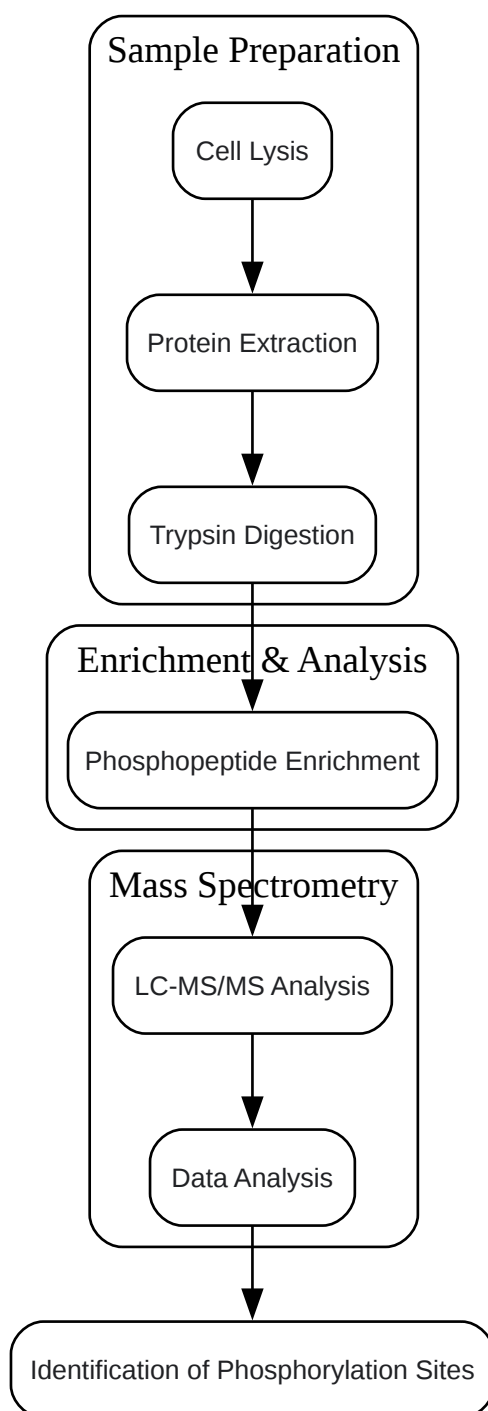 Sample Preparation
Cell Lysis
Protein Extraction
Trypsin Digestion
Enrichment & Analysis
Phosphopeptide Enrichment
Mass Spectrometry
LC-MS/MS Analysis
Data Analysis
Identification of Phosphorylation Sites